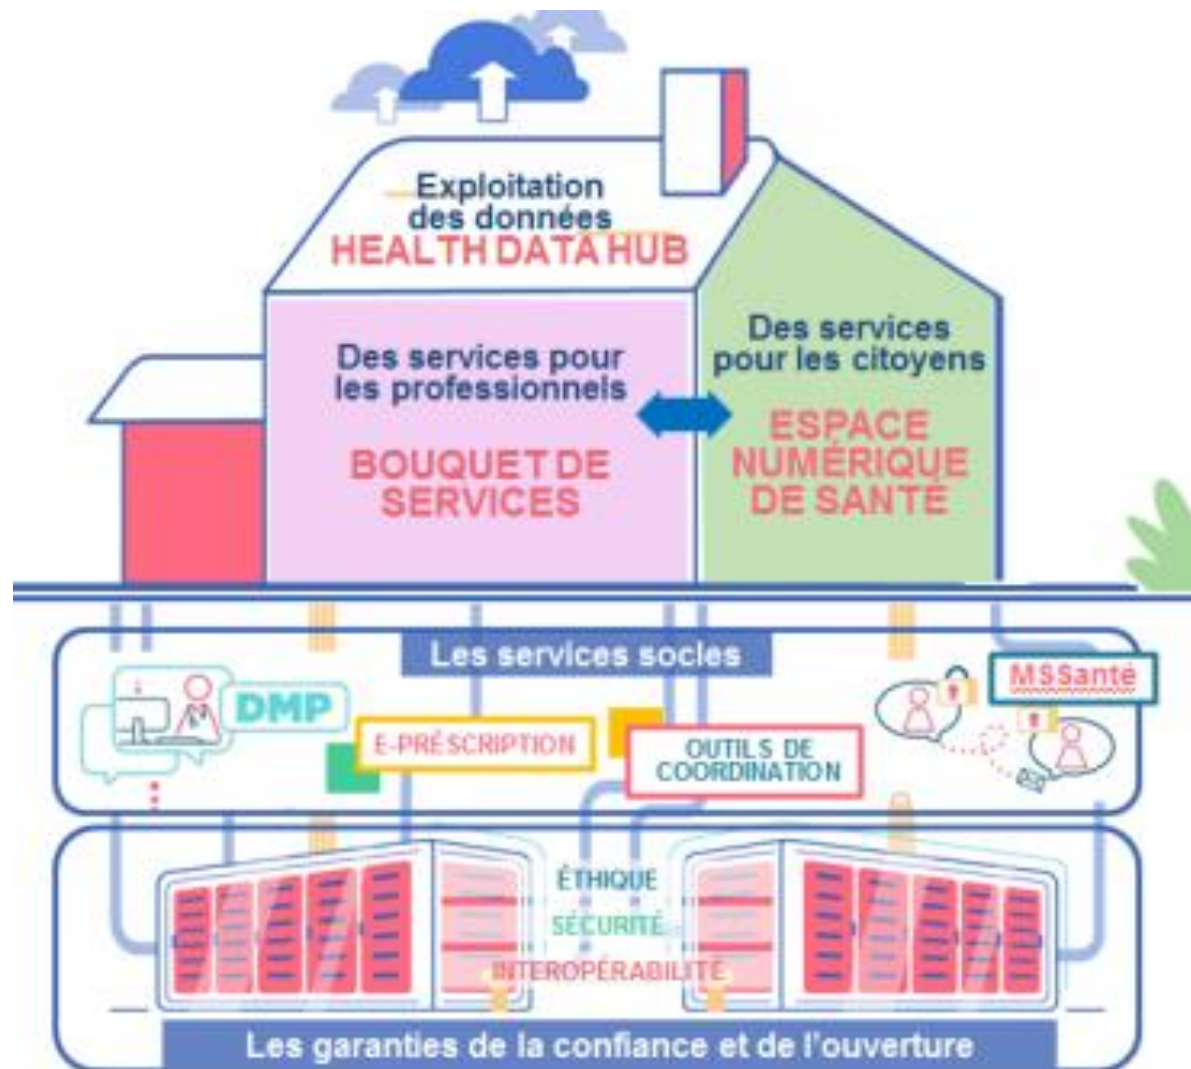 Exploitation
des données
HEALTH DATA HUB
Des services pour
les professionnels
BOUQUET DE
SERVICES
Des services
pour les citoyens
ESPACE
NUMÉRIQUE
DE SANTÉ
Les services socles
DMP
E-PRÉSCRIPTION
OUTILS DE
COORDINATION
MSSanté
ÉTHIQUE
SÉCURITÉ
INTEROPÉRABILITÉ
Les garanties de la confiance et de l'ouverture